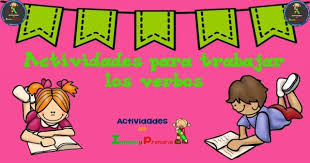 Actividades para trabajar
los verbos
Actividades
de
Infantil y Primaria